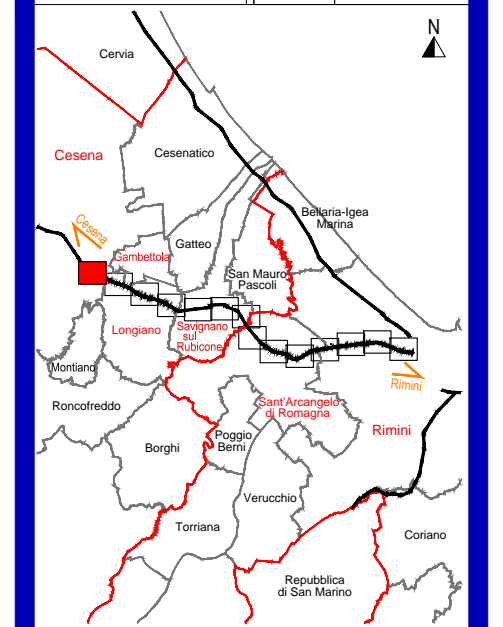 N
Cervia
Cesena
Cesenatico
Bellaria-Igea
Marina
Cesena
Gatteo
Gambettola
San Mauro
Pascoli
Longiano
Savignano
sul
Rubicone
Montiano
Rimini
Roncofreddo
Sant'Arcangelo
di Romagna
Rimini
Borghi
Poggio
Berni
Verucchio
Torriana
Coriano
Repubblica
di San Marino